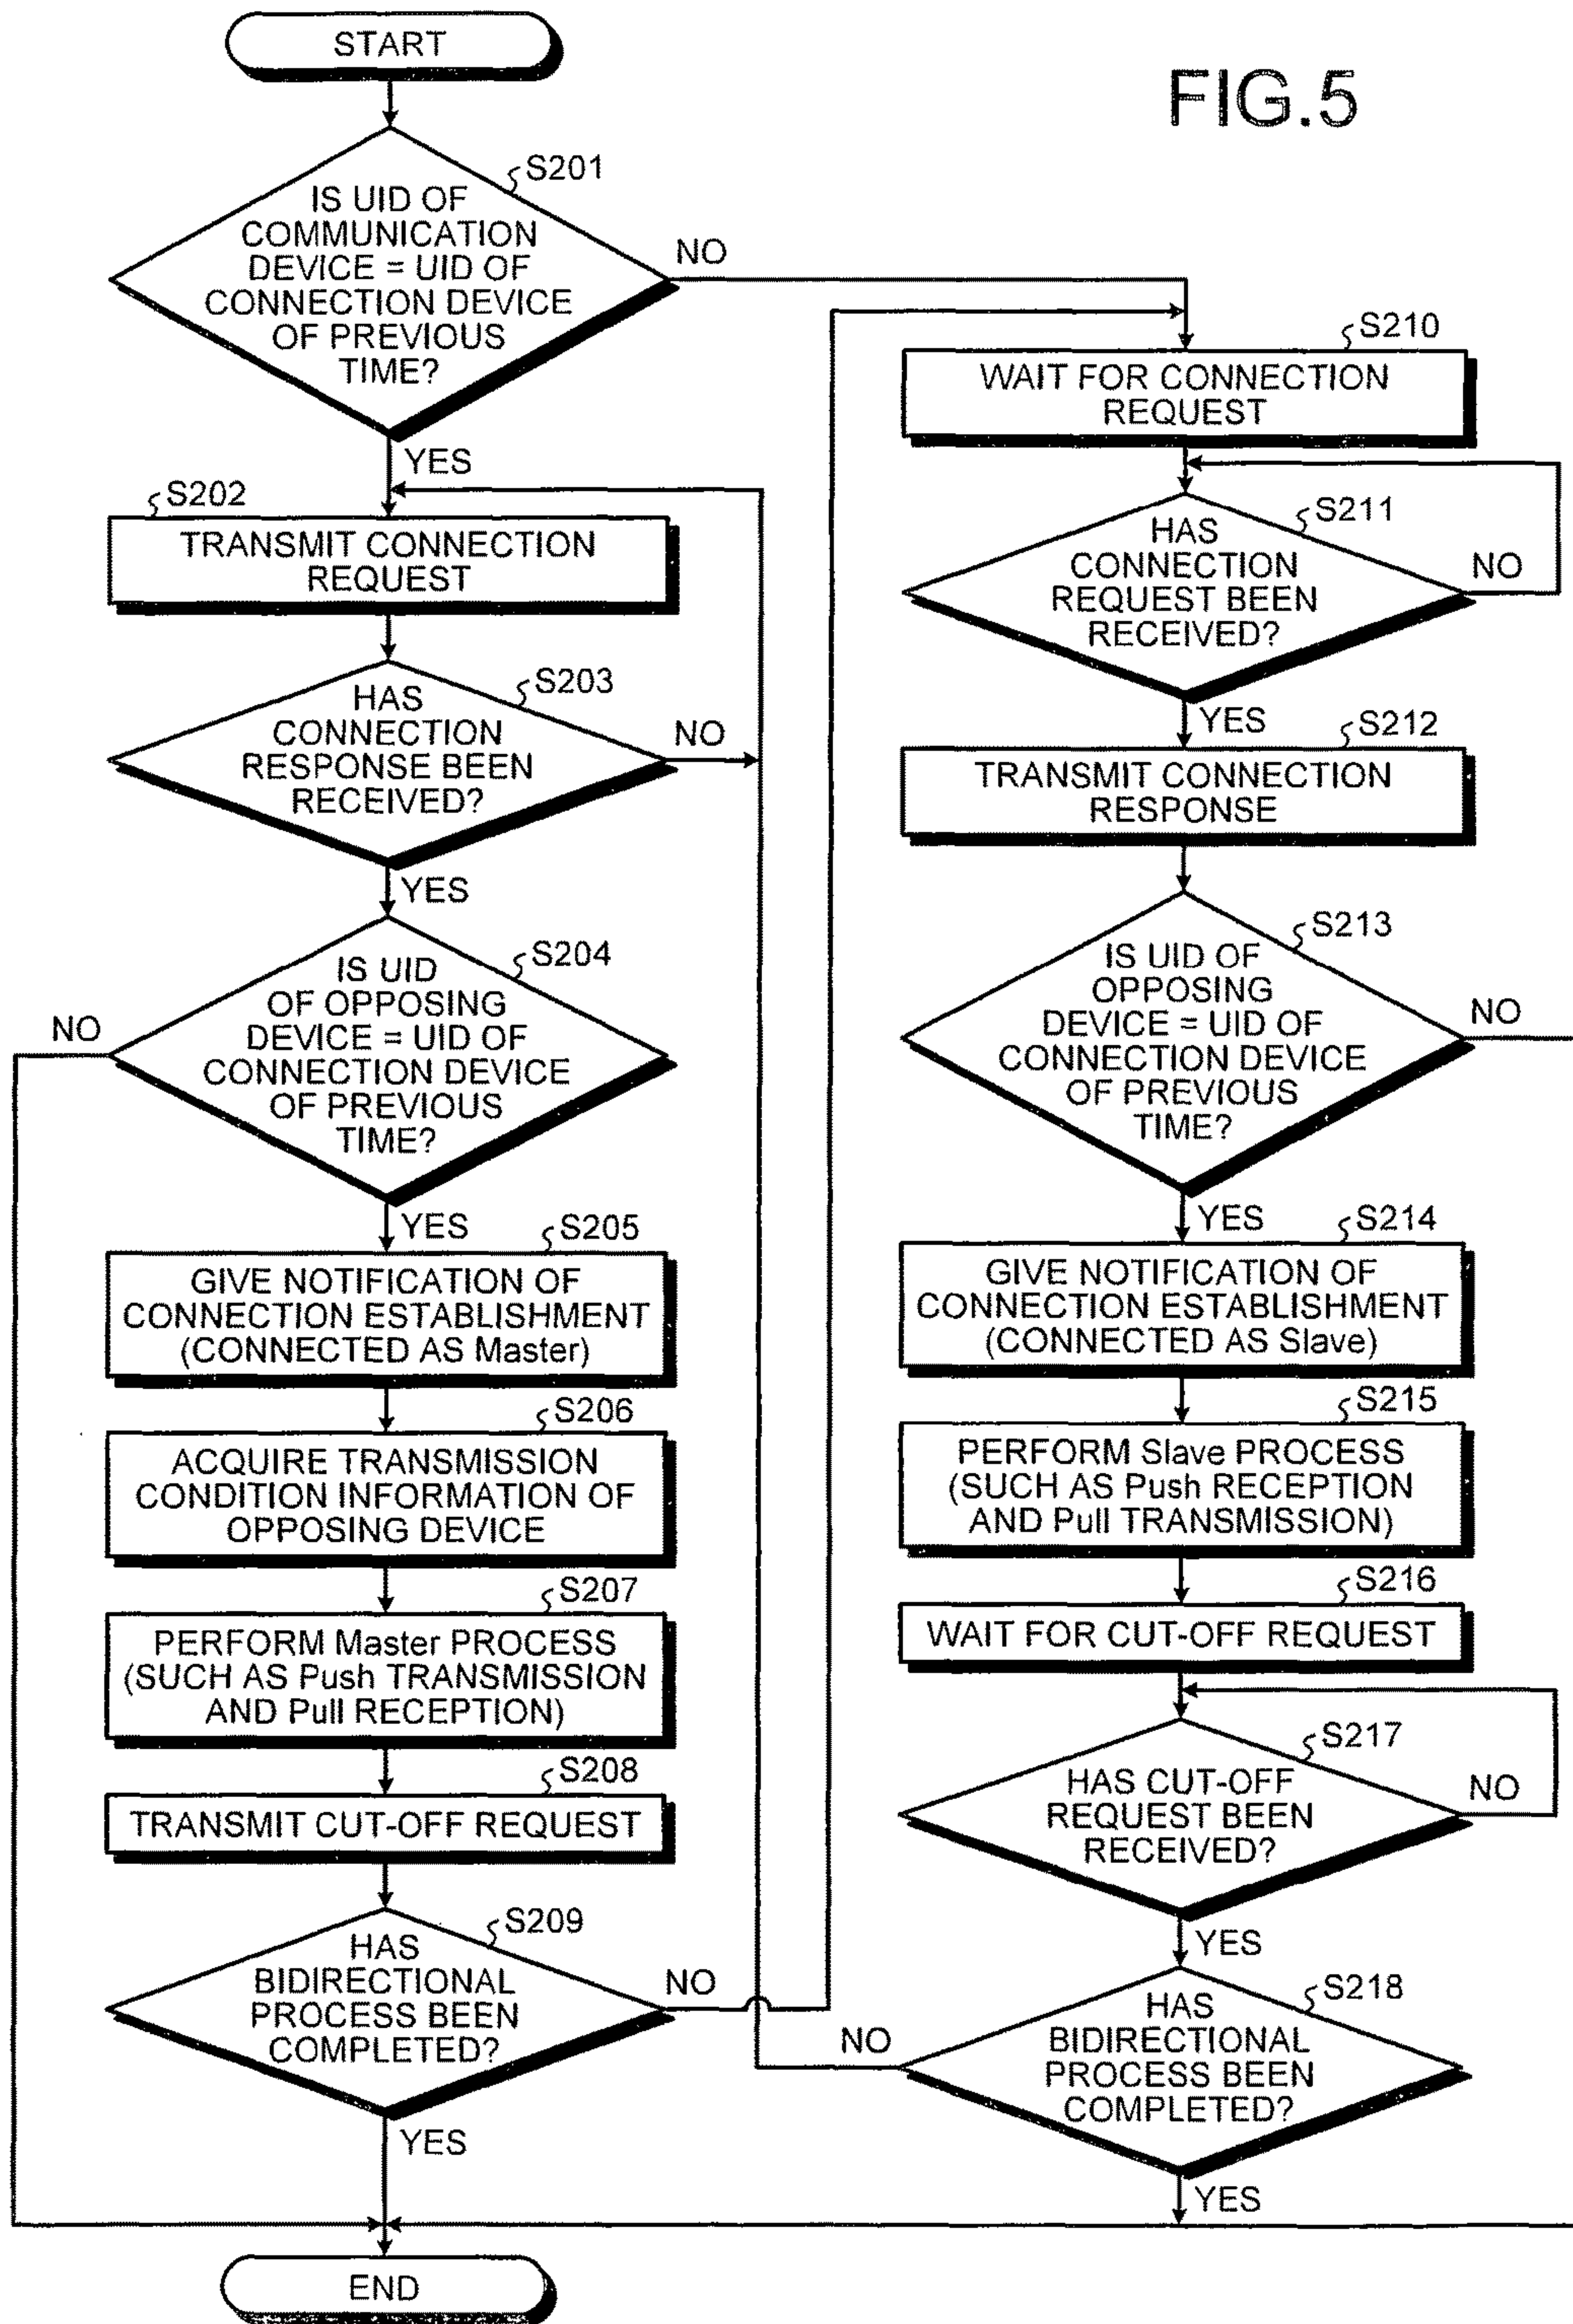 START
FIG.5
S201
IS UID OF
COMMUNICATION
DEVICE = UID OF
CONNECTION DEVICE
OF PREVIOUS
TIME?
NO
YES
S202
TRANSMIT CONNECTION
REQUEST
S203
HAS
CONNECTION
RESPONSE BEEN
RECEIVED?
NO
YES
S204
IS UID
OF OPPOSING
DEVICE = UID OF
CONNECTION DEVICE
OF PREVIOUS
TIME?
NO
YES
S205
GIVE NOTIFICATION OF
CONNECTION ESTABLISHMENT
(CONNECTED AS Master)
S206
ACQUIRE TRANSMISSION
CONDITION INFORMATION OF
OPPOSING DEVICE
S207
PERFORM Master PROCESS
(SUCH AS Push TRANSMISSION
AND Pull RECEPTION)
S208
TRANSMIT CUT-OFF REQUEST
S209
HAS
BIDIRECTIONAL
PROCESS BEEN
COMPLETED?
NO
YES
S210
WAIT FOR CONNECTION
REQUEST
S211
HAS
CONNECTION
REQUEST BEEN
RECEIVED?
NO
YES
S212
TRANSMIT CONNECTION
RESPONSE
S213
IS UID OF
OPPOSING
DEVICE = UID OF
CONNECTION DEVICE
OF PREVIOUS
TIME?
NO
YES
S214
GIVE NOTIFICATION OF
CONNECTION ESTABLISHMENT
(CONNECTED AS Slave)
S215
PERFORM Slave PROCESS
(SUCH AS Push RECEPTION
AND Pull TRANSMISSION)
S216
WAIT FOR CUT-OFF REQUEST
S217
HAS CUT-OFF
REQUEST BEEN
RECEIVED?
NO
YES
S218
HAS
BIDIRECTIONAL
PROCESS BEEN
COMPLETED?
NO
YES
END